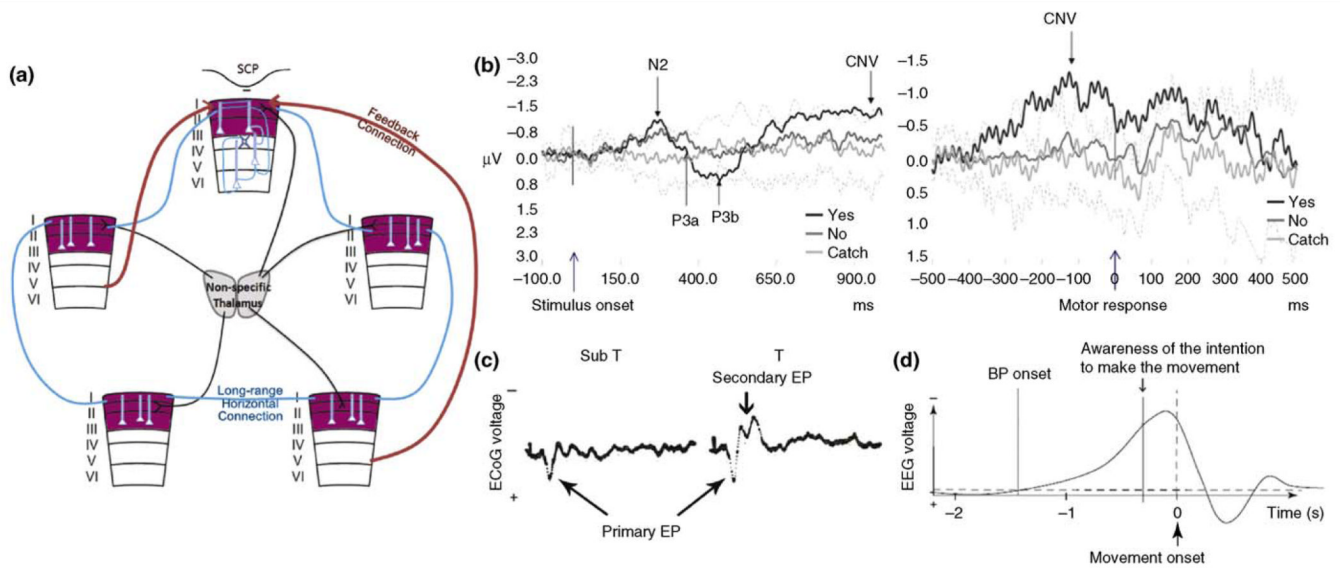 (a)
SCP
–
I
II
III
IV
V
VI
Feedback
Connection
I
II
III
IV
V
VI
I
II
III
IV
V
VI
Non-specific
Thalamus
Long-range
Horizontal
Connection
I
II
III
IV
V
VI
I
II
III
IV
V
VI
(b)
μV
–3.0
–2.3
–1.5
–0.8
0.0
0.8
1.5
2.3
3.0
N2
CNV
P3a
P3b
Yes
No
Catch
–100.0
150.0
400.0
650.0
900.0
Stimulus onset
ms
CNV
–1.5
–1.0
–0.5
0.0
0.5
1.0
1.5
Yes
No
Catch
–500
–400
–300
–200
–100
0
100
200
300
400
500
Motor response
ms
(c)
Sub T
T
Secondary EP
ECoG voltage
–
+
Primary EP
(d)
Awareness of the intention
to make the movement
BP onset
EEG voltage
–
+
–2
–1
0
Time (s)
Movement onset